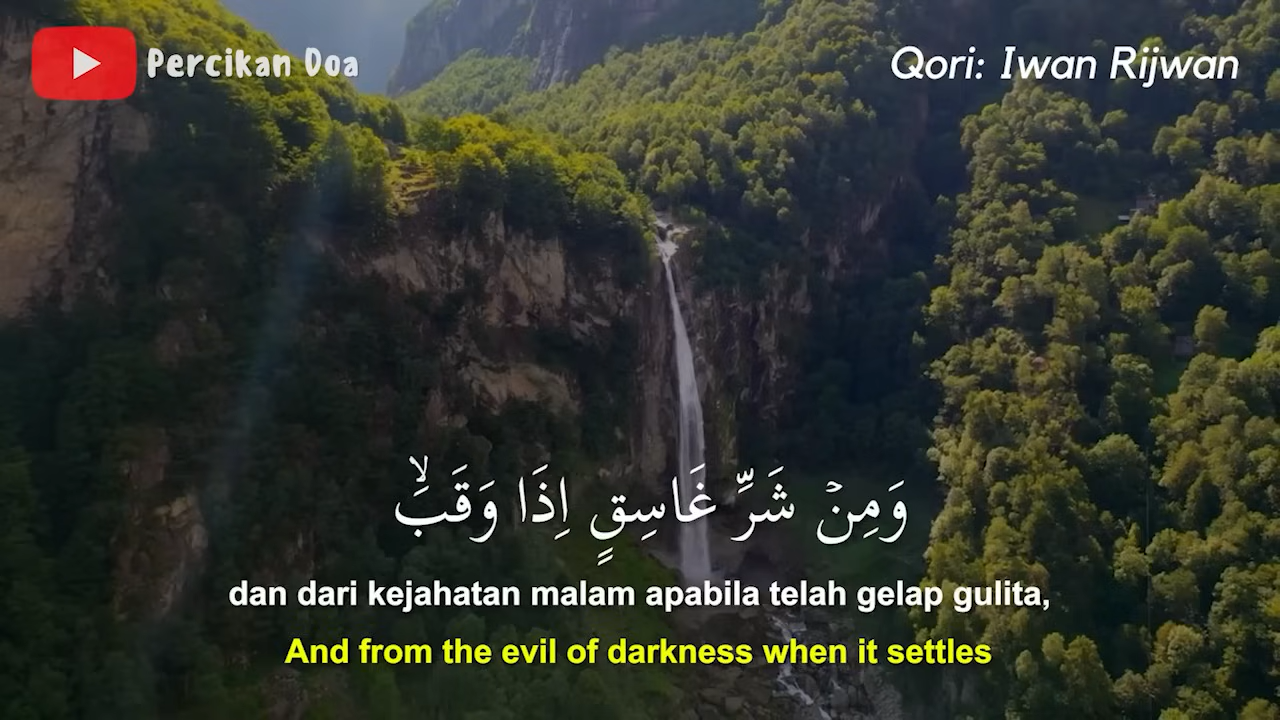 Percikan Doa
Qori: Iwan Rijwan
وَمِنْ شَرِّ غَاسِقٍ اِذَا وَقَبَۙ
dan dari kejahatan malam apabila telah gelap gulita,
And from the evil of darkness when it settles